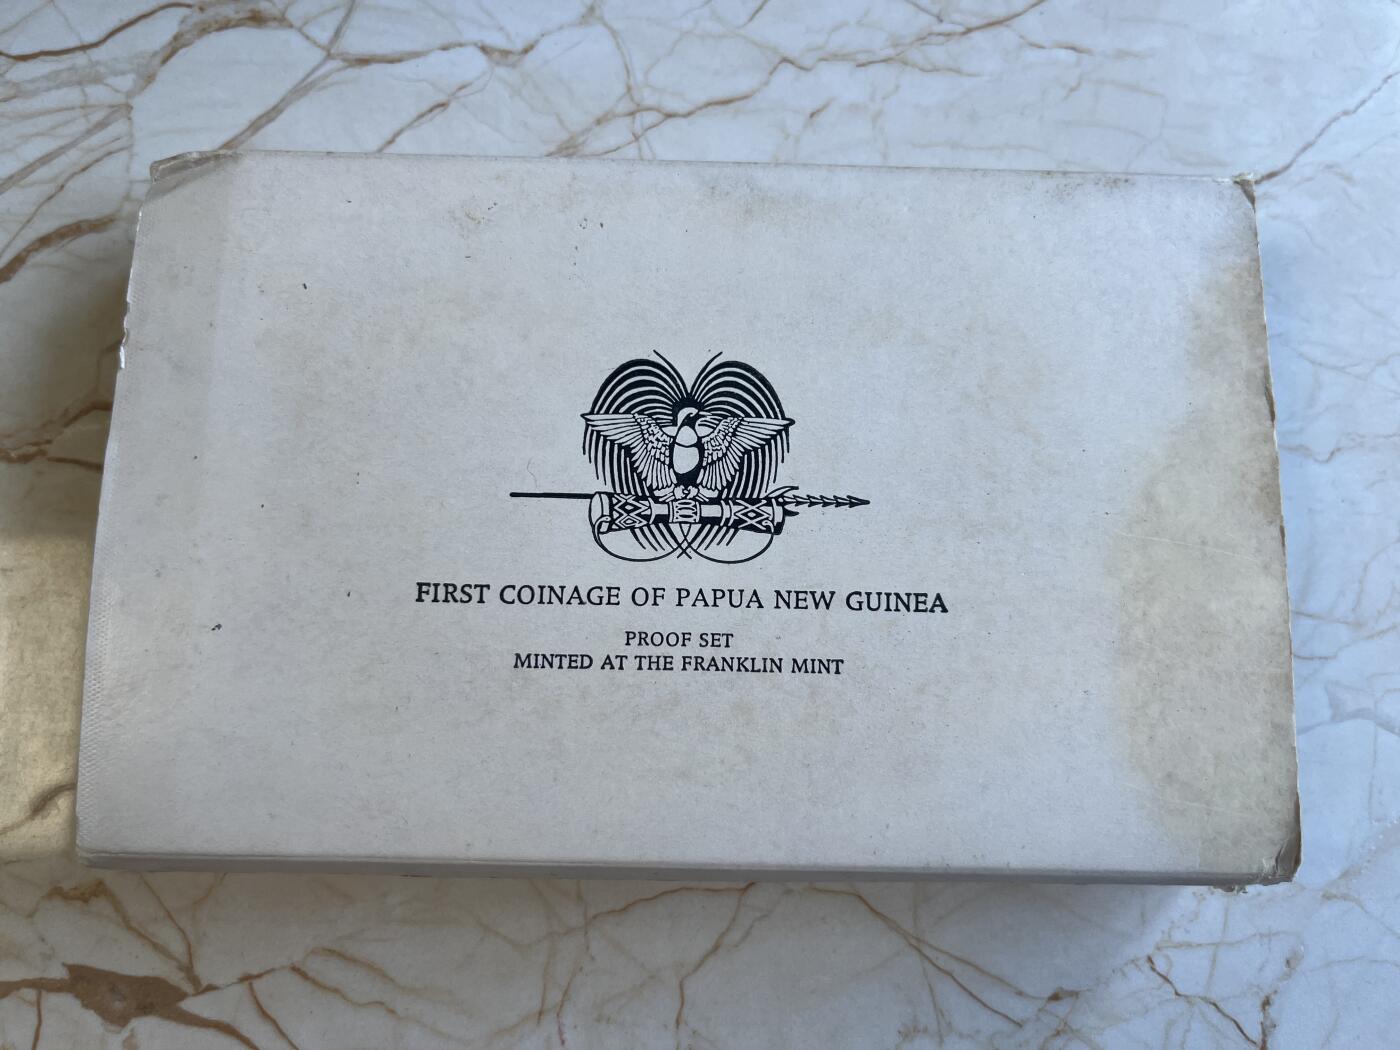 FIRST COINAGE OF PAPUA NEW GUINEA
PROOF SET
MINTED AT THE FRANKLIN MINT